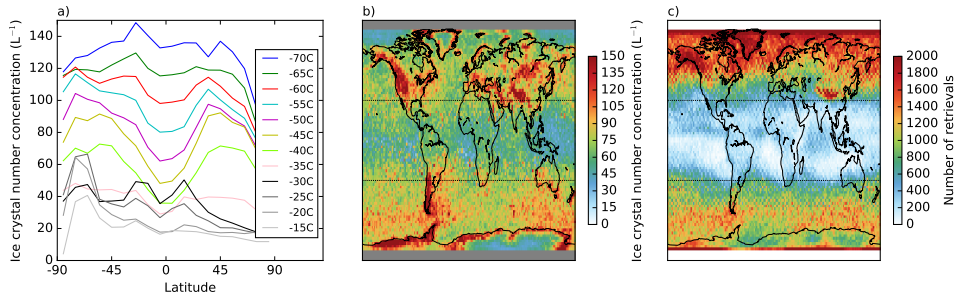 a)
Ice crystal number concentration (L⁻¹)
140
120
100
80
60
40
20
0
-90
-45
0
45
90
Latitude
-70C
-65C
-60C
-55C
-50C
-45C
-40C
-35C
-30C
-25C
-20C
-15C
b)
150
135
120
105
90
75
60
45
30
15
0
Ice crystal number concentration (L⁻¹)
c)
2000
1800
1600
1400
1200
1000
800
600
400
200
0
Number of retrievals